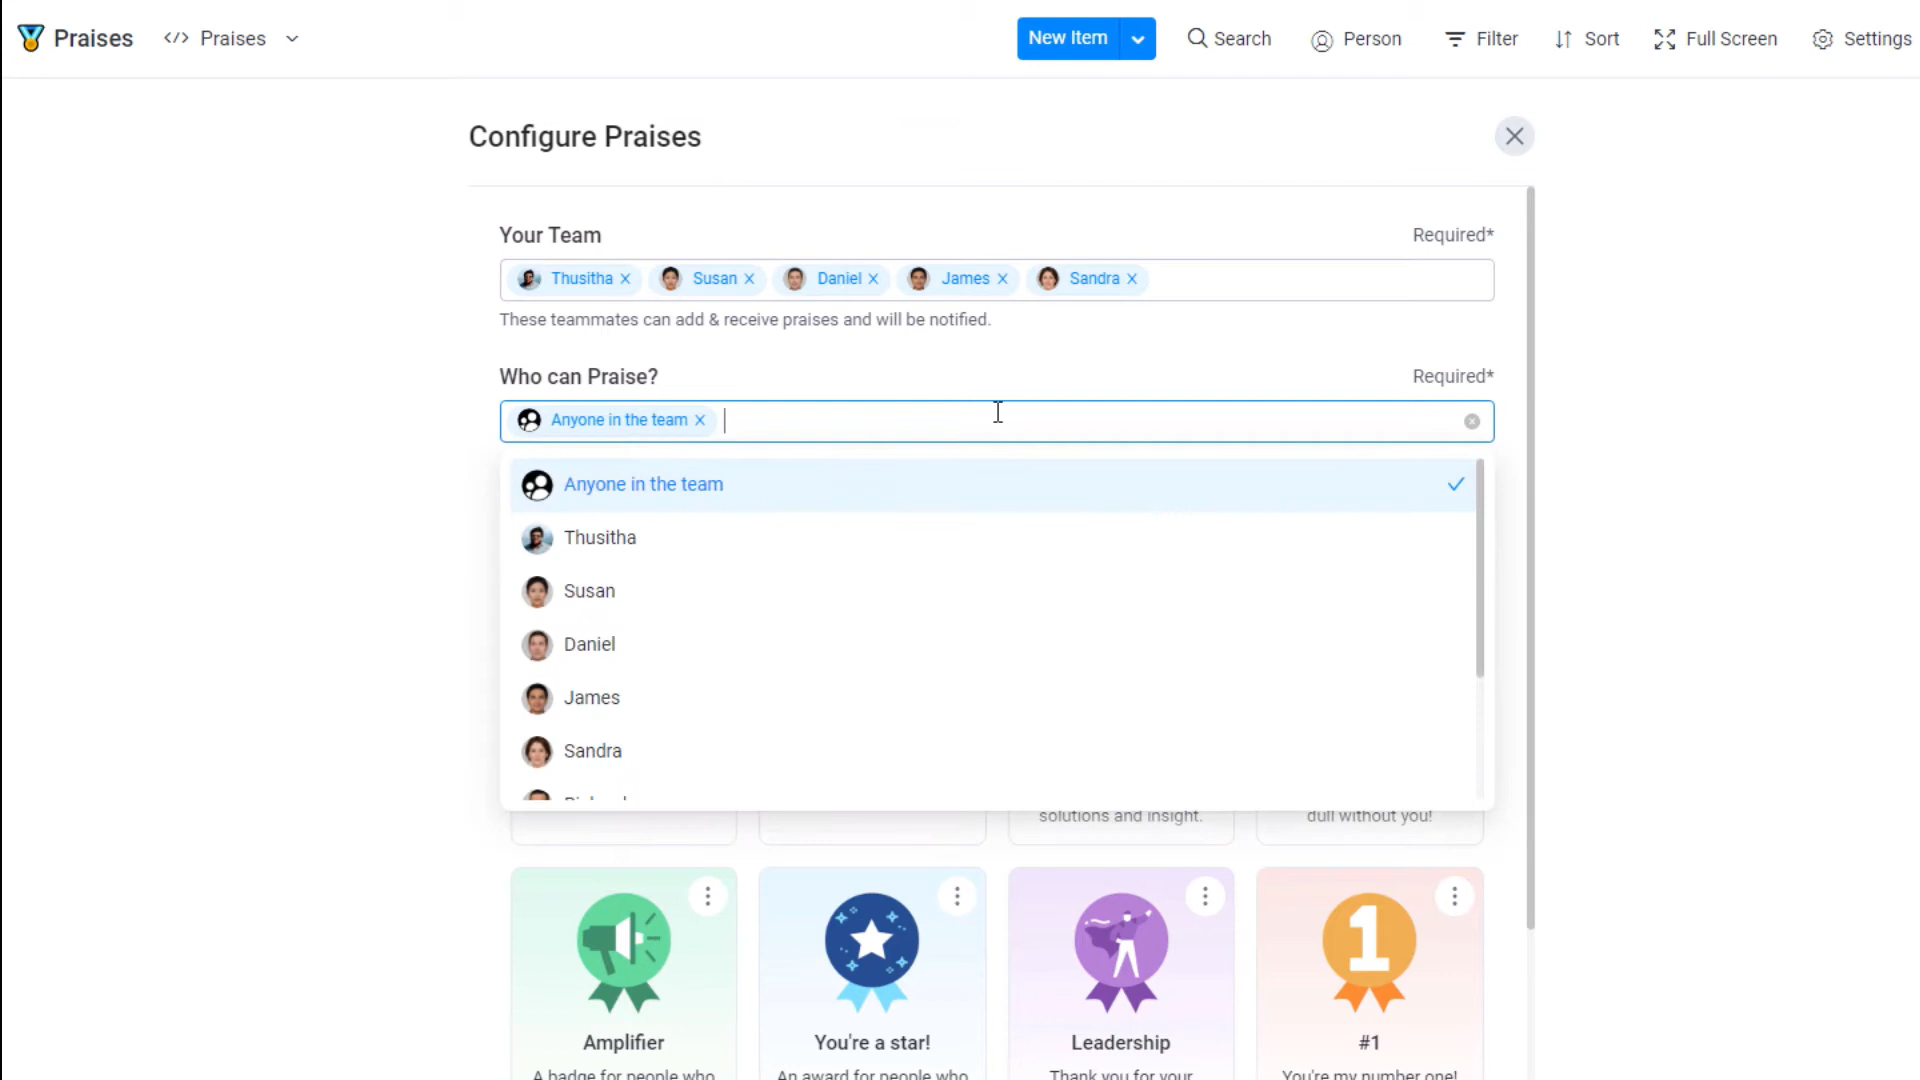 Praises
Praises
New Item
Search
Person
Filter
Sort
Full Screen
Settings
Configure Praises
Your Team
Required*
Thusitha
Susan
Daniel
James
Sandra
These teammates can add & receive praises and will be notified.
Who can Praise?
Required*
Anyone in the team
Anyone in the team
Thusitha
Susan
Daniel
James
Sandra
solutions and insight.
dull without you!
1
Amplifier
You're a star!
Leadership
#1
A badge for people who
An award for people who
Thank you for your
You're my number one!